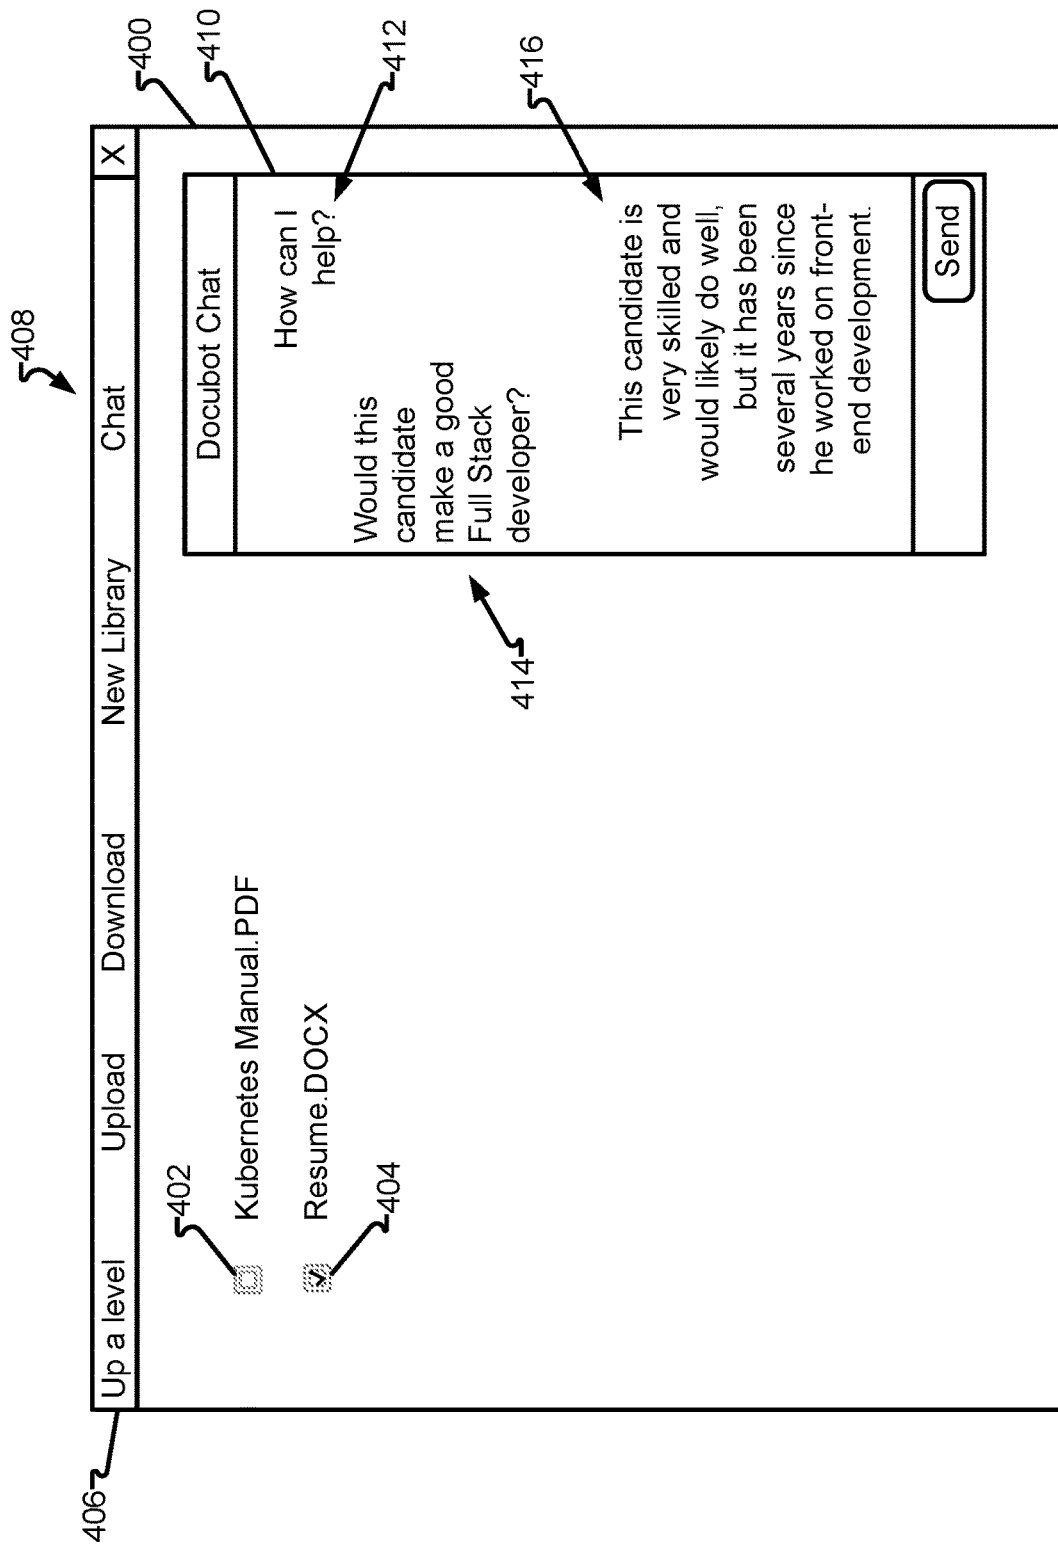 408
400
410
406
Up a level Upload Download New Library Chat X
402
Kubernetes Manual.PDF
Resume.DOCX
404
Docubot Chat
How can I
help?
412
Would this
candidate
make a good
Full Stack
developer?
414
416
This candidate is
very skilled and
would likely do well,
but it has been
several years since
he worked on front-
end development.
Send